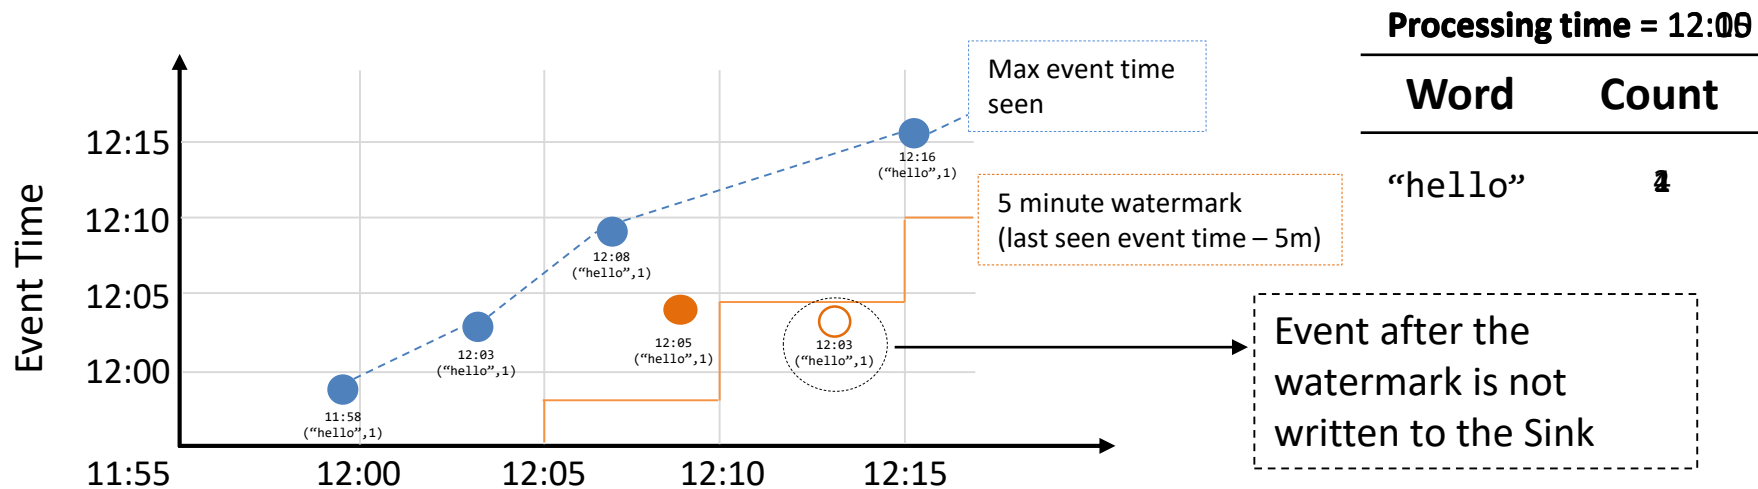 Processing time =
Word Count
“hello”
Max event time
seen
12:15
12:16
(“hello”,1)
5 minute watermark
(last seen event time – 5m)
12:10
12:08
(“hello”,1)
Event Time
12:05
12:05
(“hello”,1)
12:03
(“hello”,1)
12:03
(“hello”,1)
Event after the
watermark is not
written to the Sink
12:00
11:58
(“hello”,1)
11:55 12:00 12:05 12:10 12:15